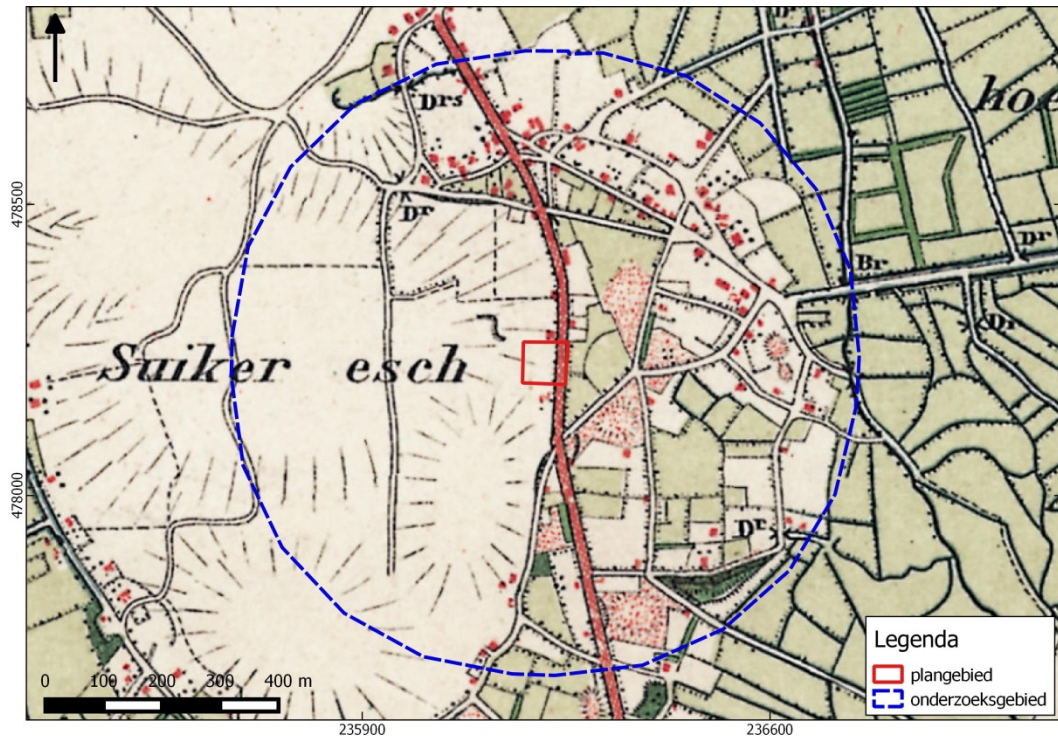 hoe
Drs
Dr
478500
Br
Dr
Dr
Suiker esch
478000
Dr
Legenda
plangebied
onderzoeksgebied
0 100 200 300 400 m
235900
236600